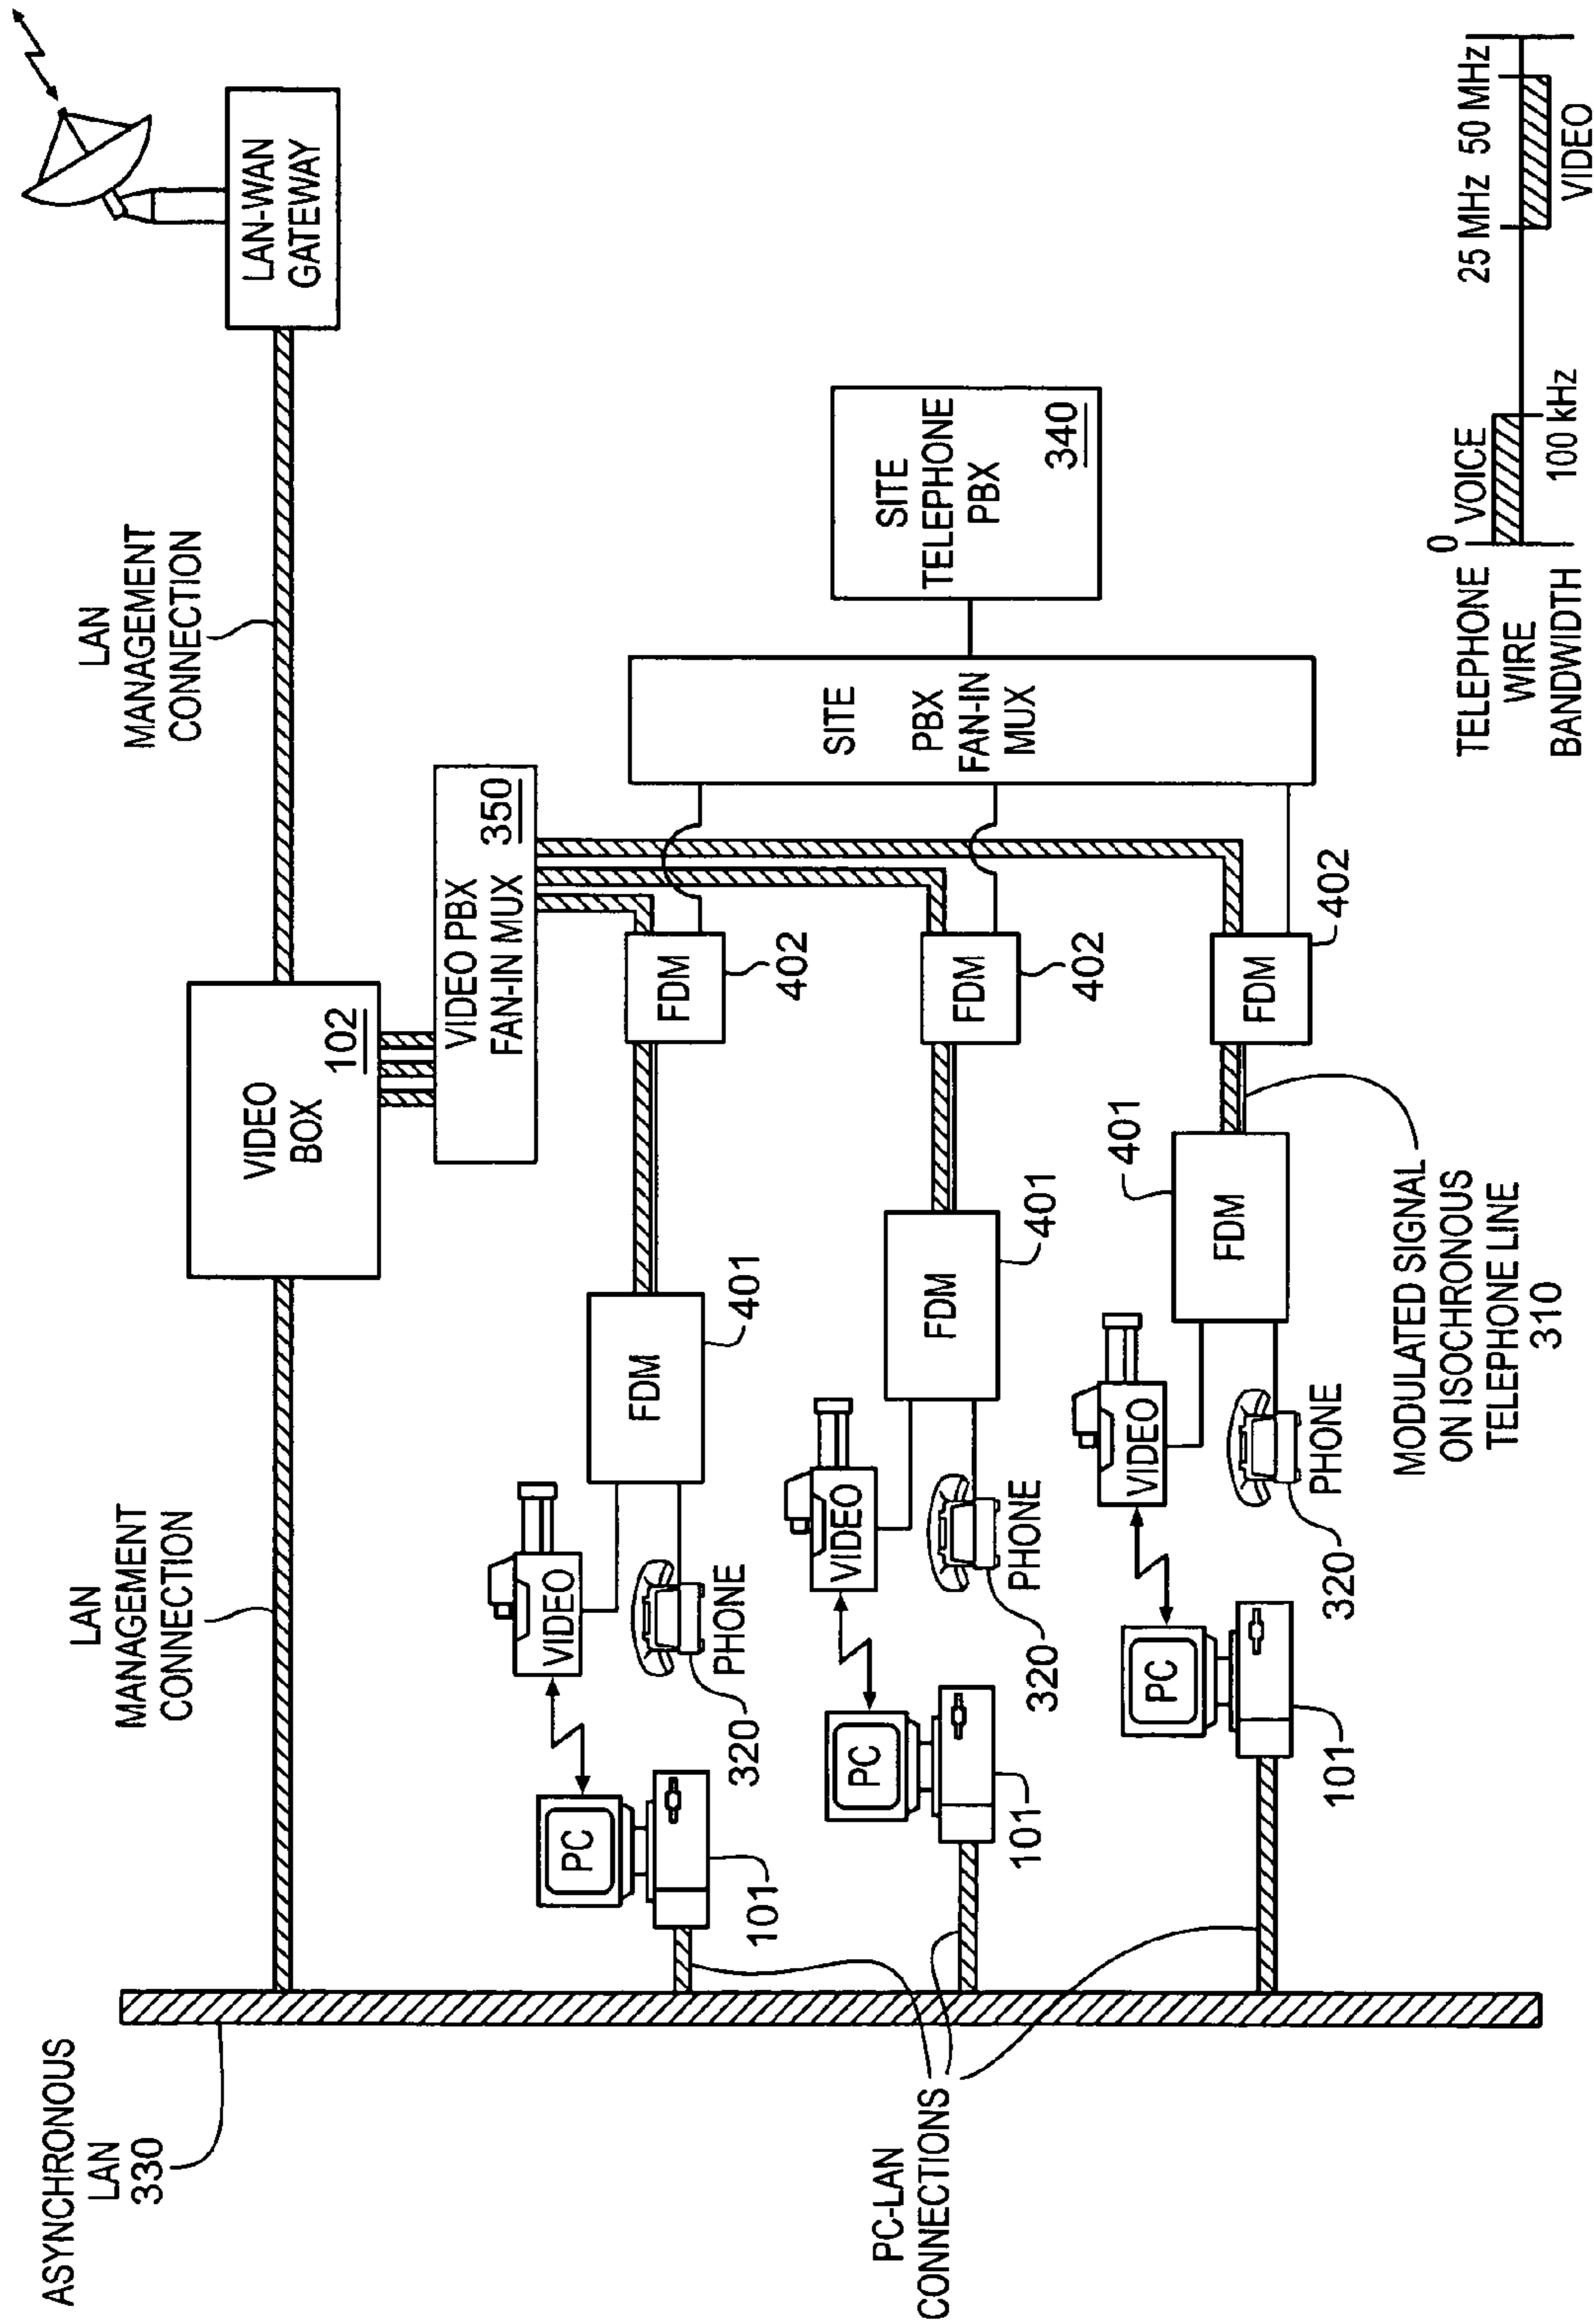 ASYNCHRONOUS
LAN
330
LAN
MANAGEMENT
CONNECTION
LAN
MANAGEMENT
CONNECTION
VIDEO
BOX
102
LAN-WAN
GATEWAY
VIDEO PBX
FAN-IN MUX
350
PC
101
VIDEO
PHONE
320
FDM
401
FDM
402
PC
101
VIDEO
PHONE
320
FDM
401
FDM
402
PC
101
VIDEO
PHONE
320
FDM
401
FDM
402
SITE
PBX
FAN-IN
MUX
SITE
TELEPHONE
PBX
340
PC-LAN
CONNECTIONS
MODULATED SIGNAL
ON ISOCHRONOUS
TELEPHONE LINE
310
TELEPHONE
WIRE
BANDWIDTH
0
VOICE
100 kHz
25 MHz
50 MHz
VIDEO